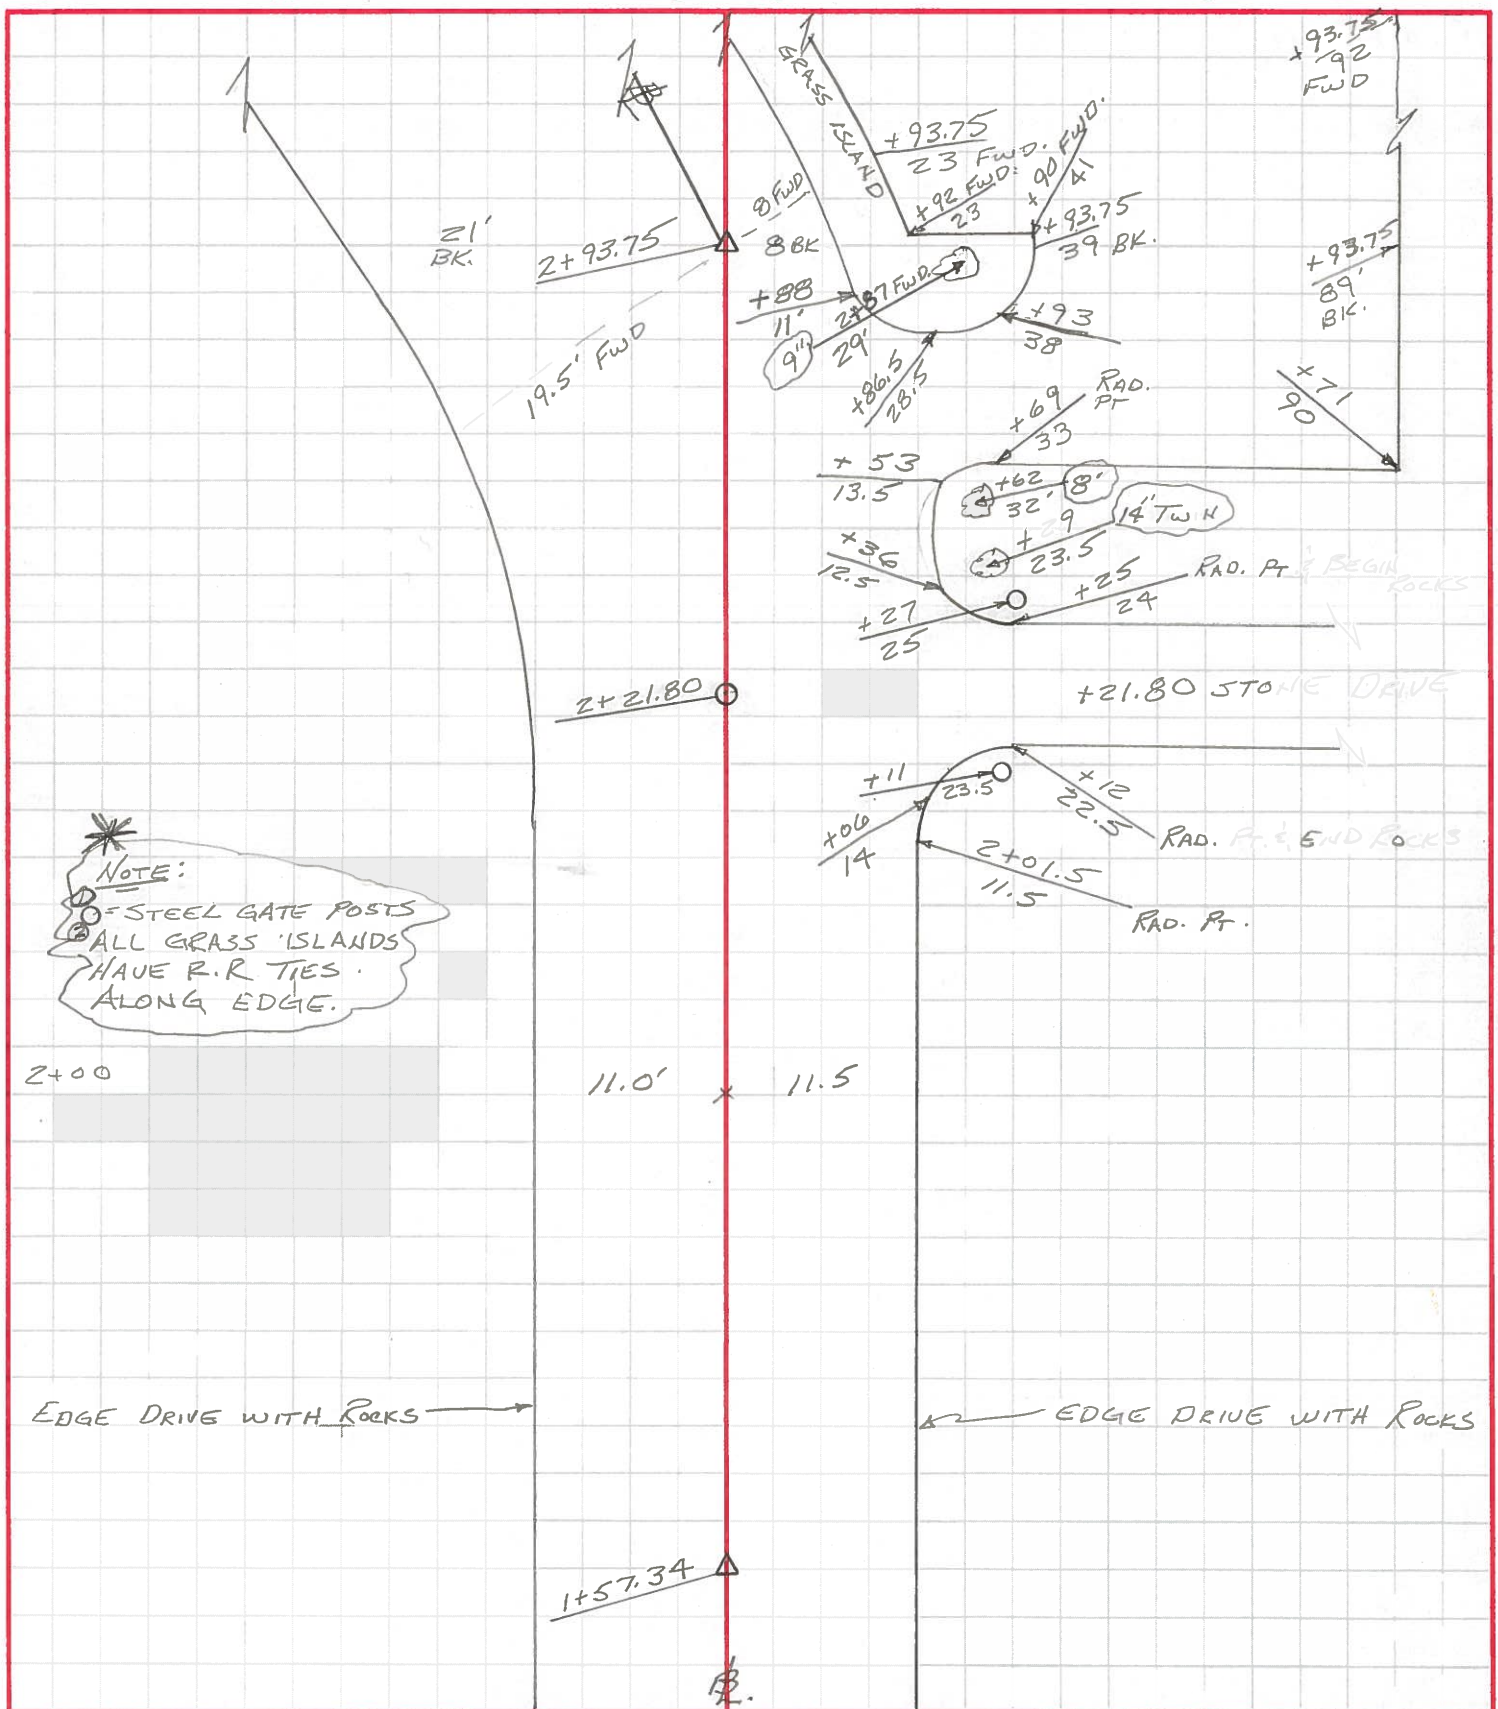 +93.75
92
FWD
GRASS ISLAND
+93.75
23 FWD.
+92 FWD.
23
+90 FWD.
41
+93.75
39 BK.
8 FWD
8 BK
21'
BK.
2+93.75
+93.75
89'
BK.
+88
11'
2+87 FWD.
29'
9"
+93
38
19.5' FWD
+86.5
28.5
+71
90
+69
33
RAD.
PT
+53
13.5
+62
32'
8'
14" TWIN
23.5
+36
12.5
+25
24
RAD. PT & BEGIN
ROCKS
+27
25
2+21.80
+21.80 STONE DRIVE
+11
23.5
+12
22.5
+06
14
RAD. PT. & END ROCKS
2+01.5
11.5
RAD. PT.
NOTE:
① O = STEEL GATE POSTS
② ALL GRASS ISLANDS
HAVE R.R TIES
ALONG EDGE.
2+00
11.0'
11.5
EDGE DRIVE WITH ROCKS
EDGE DRIVE WITH ROCKS
1+57.34
BL.